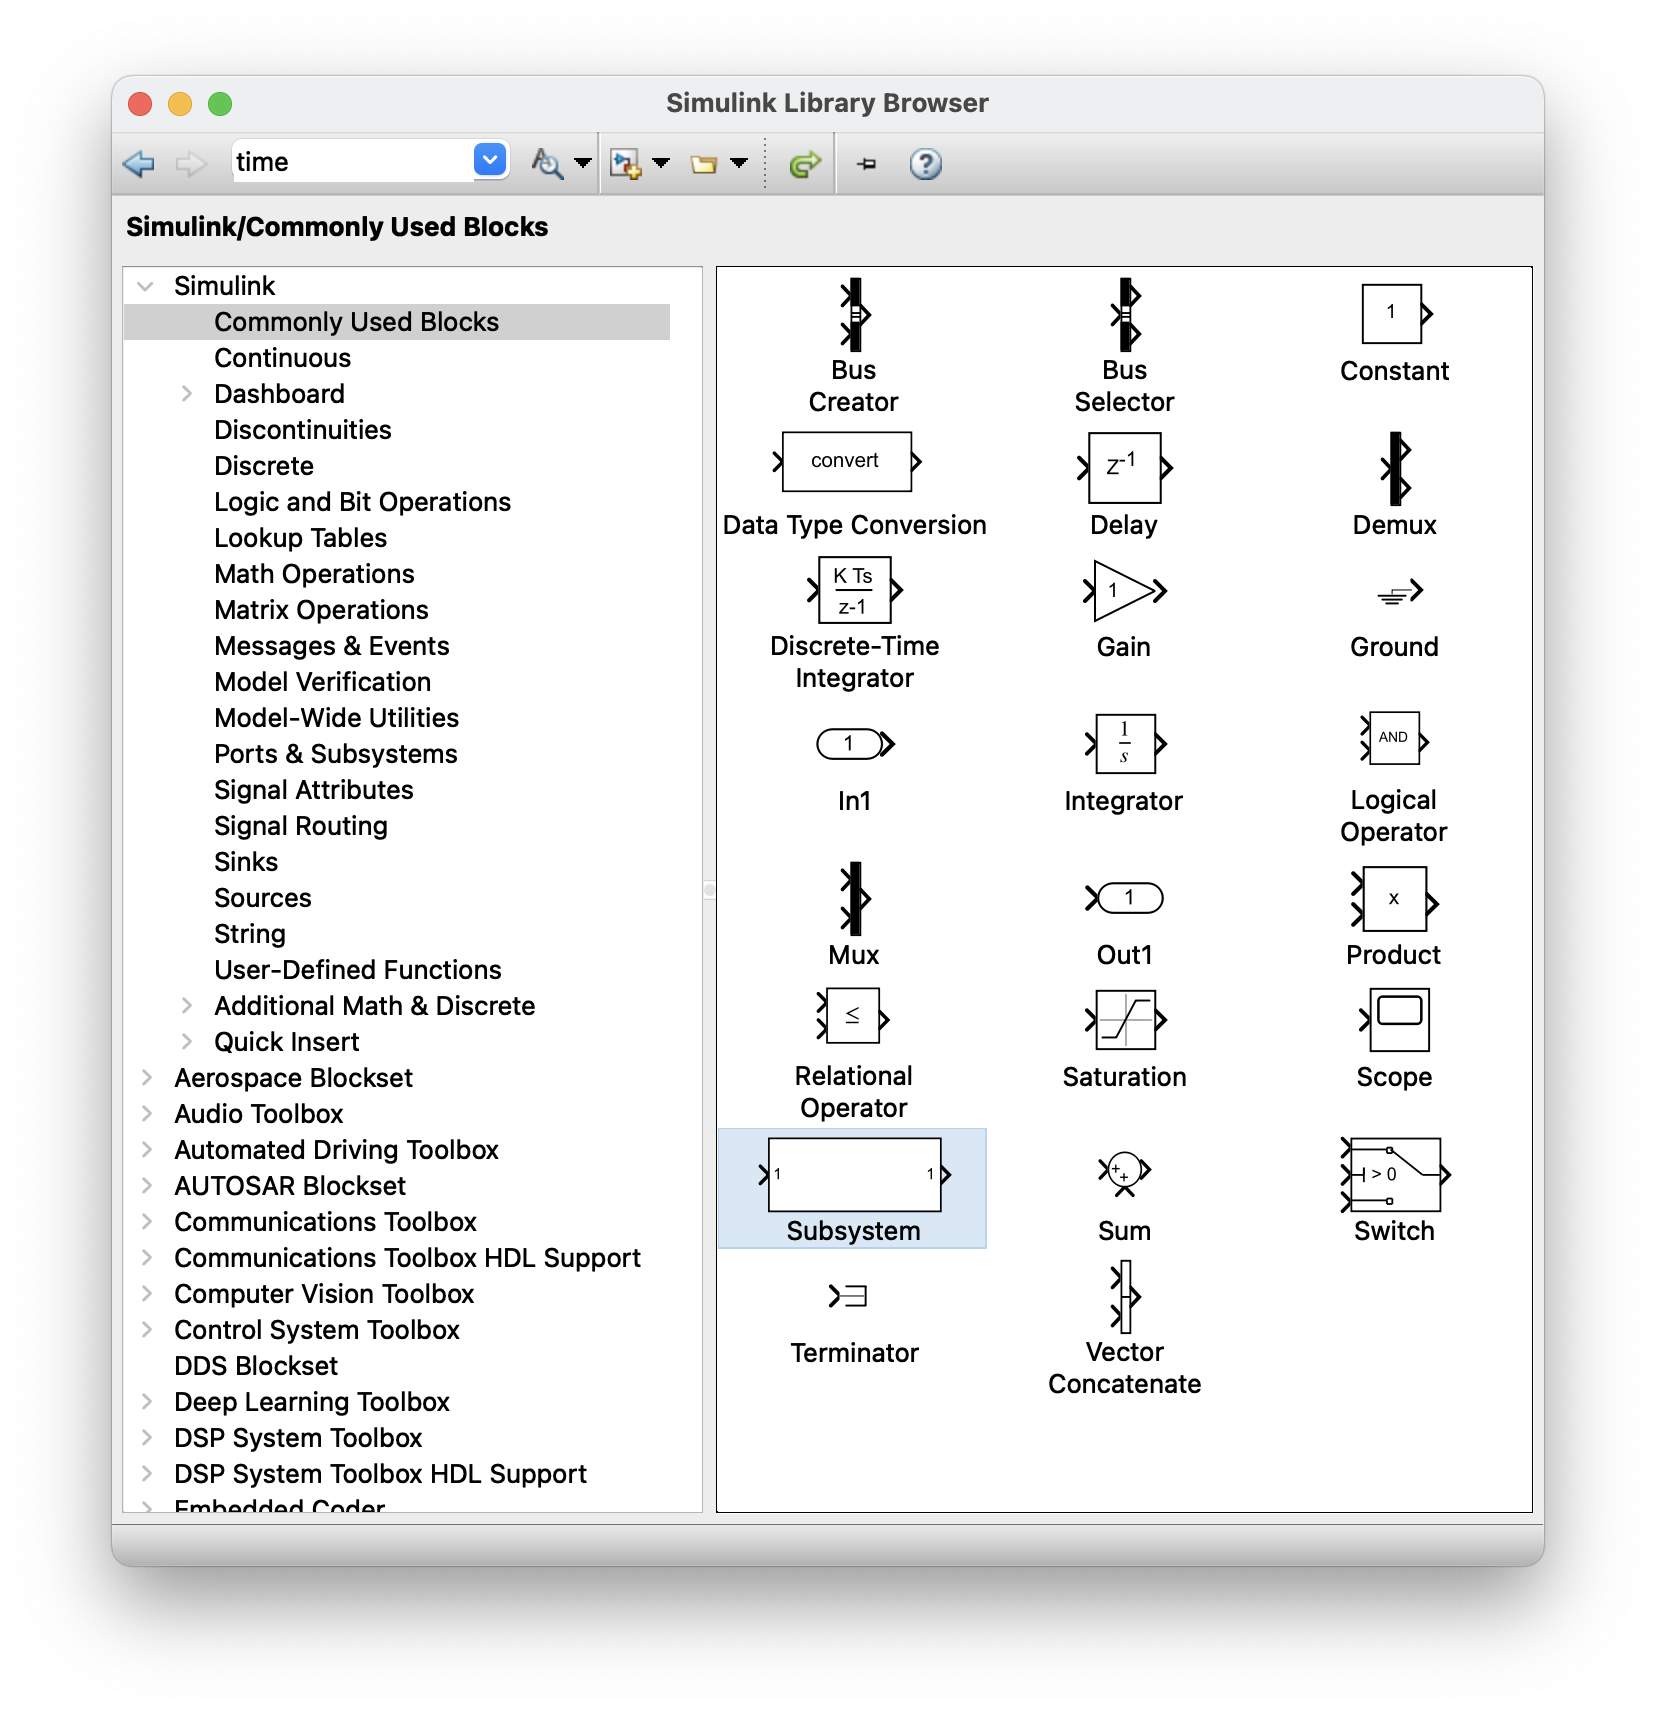 Simulink Library Browser
time
Simulink/Commonly Used Blocks
Simulink
Commonly Used Blocks
Continuous
Dashboard
Discontinuities
Discrete
Logic and Bit Operations
Lookup Tables
Math Operations
Matrix Operations
Messages & Events
Model Verification
Model-Wide Utilities
Ports & Subsystems
Signal Attributes
Signal Routing
Sinks
Sources
String
User-Defined Functions
Additional Math & Discrete
Quick Insert
Aerospace Blockset
Audio Toolbox
Automated Driving Toolbox
AUTOSAR Blockset
Communications Toolbox
Communications Toolbox HDL Support
Computer Vision Toolbox
Control System Toolbox
DDS Blockset
Deep Learning Toolbox
DSP System Toolbox
DSP System Toolbox HDL Support
Embedded Coder
Bus
Creator
Bus
Selector
1
Constant
convert
Data Type Conversion
z-1
Delay
Demux
K Ts
z-1
Discrete-Time
Integrator
1
Gain
Ground
1
In1
1
s
Integrator
AND
Logical
Operator
Mux
1
Out1
x
Product
≤
Relational
Operator
Saturation
Scope
1 1
Subsystem
+
+
Sum
> 0
Switch
Terminator
Vector
Concatenate